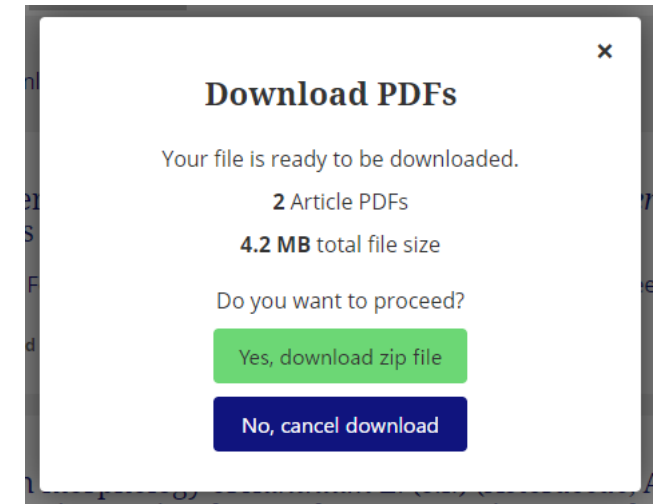 ×
Download PDFs
Your file is ready to be downloaded.
2 Article PDFs
4.2 MB total file size
Do you want to proceed?
Yes, download zip file
No, cancel download